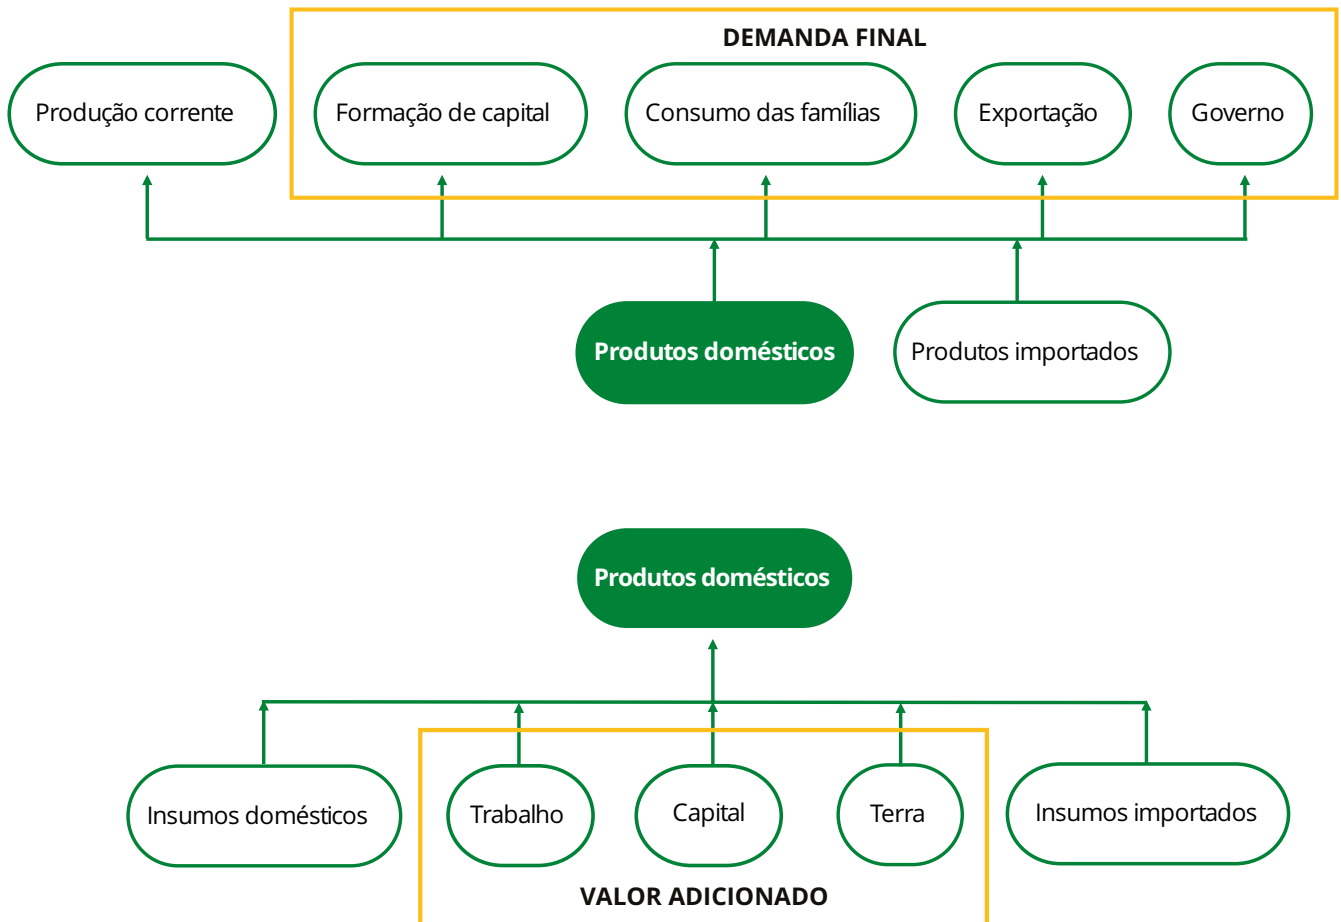 DEMANDA FINAL
Produção corrente
Formação de capital
Consumo das famílias
Exportação
Governo
Produtos domésticos
Produtos importados
Produtos domésticos
Insumos domésticos
Trabalho
Capital
Terra
Insumos importados
VALOR ADICIONADO